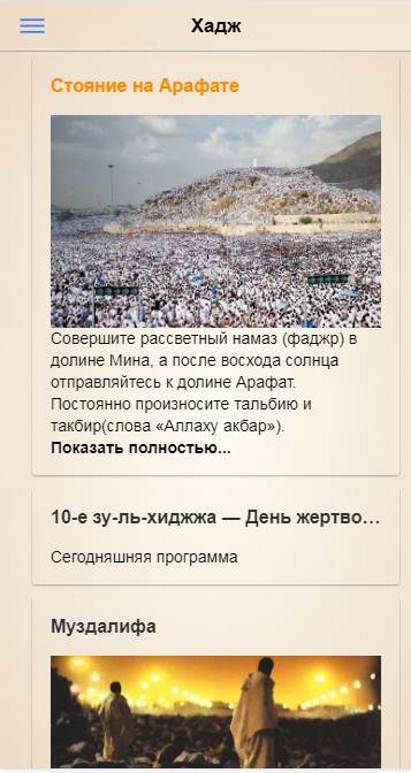 Хадж
Стояние на Арафате
Совершите рассветный намаз (фаджр) в
долине Мина, а после восхода солнца
отправляйтесь к долине Арафат.
Постоянно произносите тальбию и
такбир(слова «Аллаху акбар»).
Показать полностью...
10-е зу-ль-хиджжа — День жертво...
Сегодняшняя программа
Муздалифа